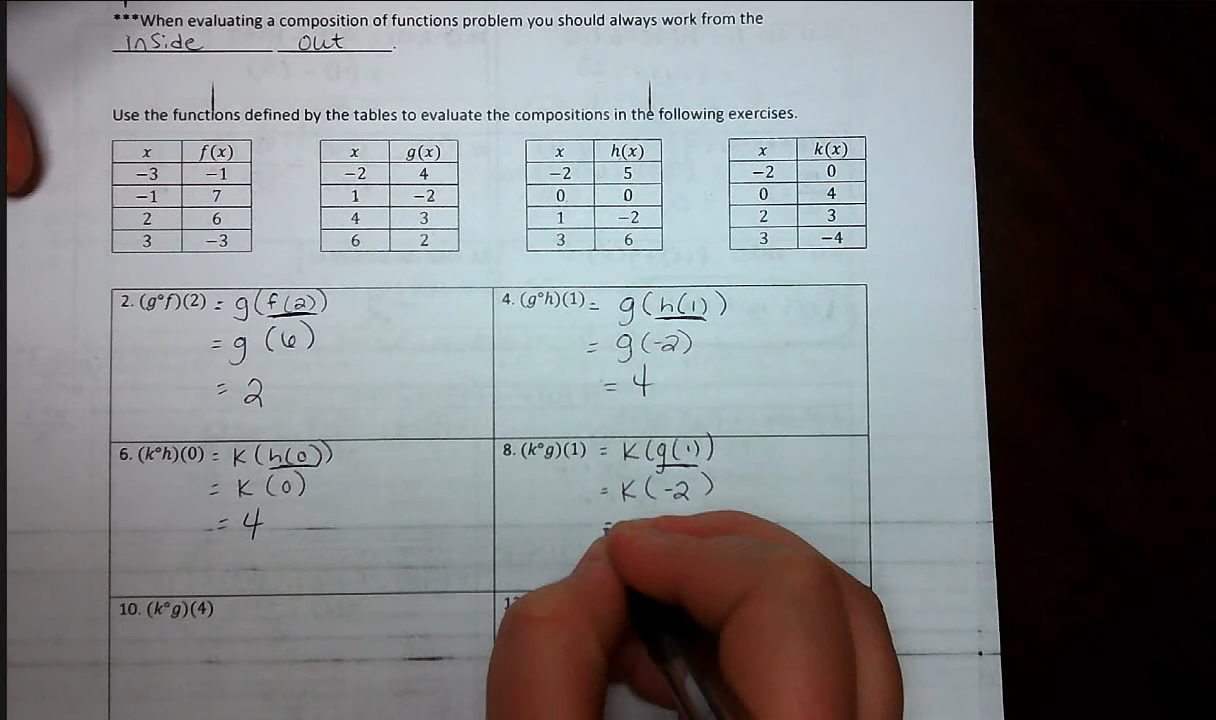 ***When evaluating a composition of functions problem you should always work from the
inside out.
Use the functions defined by the tables to evaluate the compositions in the following exercises.
x f(x)
−3 −1
−1 7
2 6
3 −3
x g(x)
−2 4
1 −2
4 3
6 2
x h(x)
−2 5
0 0
1 −2
3 6
x k(x)
−2 0
0 4
2 3
3 −4
2. (g°f)(2) = g(f(2))
= g (6)
= 2
4. (g°h)(1) = g(h(1))
= g(-2)
= 4
6. (k°h)(0) = K(h(0))
= K (0)
= 4
8. (k°g)(1) = K(g(1))
= K(-2)
=
10. (k°g)(4)